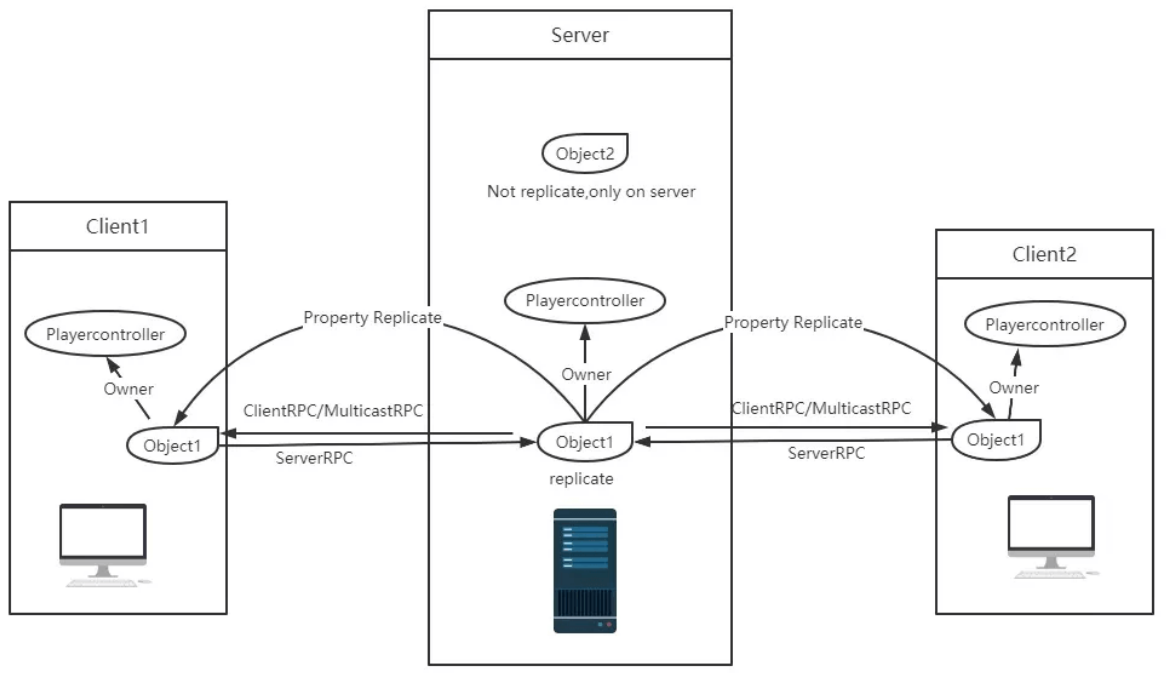 Server
Object2
Not replicate,only on server
Client1
Client2
Playercontroller
Playercontroller
Playercontroller
Property Replicate
Property Replicate
Owner
Owner
Owner
ClientRPC/MulticastRPC
ClientRPC/MulticastRPC
Object1
Object1
Object1
ServerRPC
ServerRPC
replicate